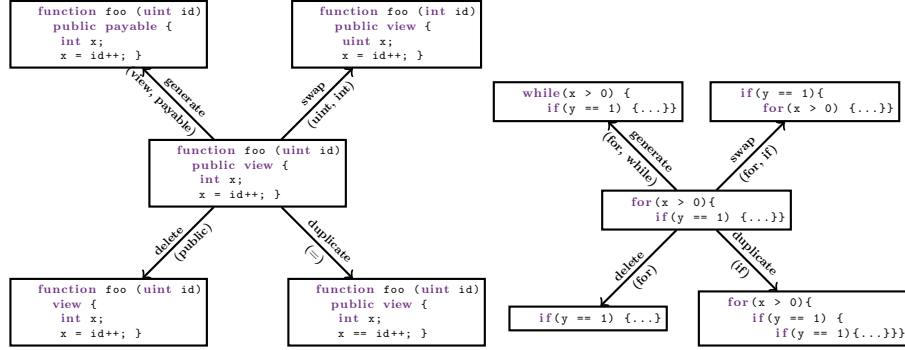 function foo (uint id)
public payable {
int x;
x = id++; }
function foo (int id)
public view {
uint x;
x = id++; }
generate
(view, payable)
swap
(uint, int)
function foo (uint id)
public view {
int x;
x = id++; }
delete
(public)
duplicate
(=)
function foo (uint id)
view {
int x;
x = id++; }
function foo (uint id)
public view {
int x;
x == id++; }
while(x > 0) {
if(y == 1) {...}}
if(y == 1){
for(x > 0) {...}}
generate
(for, while)
swap
(for, if)
for(x > 0){
if(y == 1) {...}}
delete
(for)
duplicate
(if)
if(y == 1) {...}
for(x > 0){
if(y == 1) {
if(y == 1){...}}}